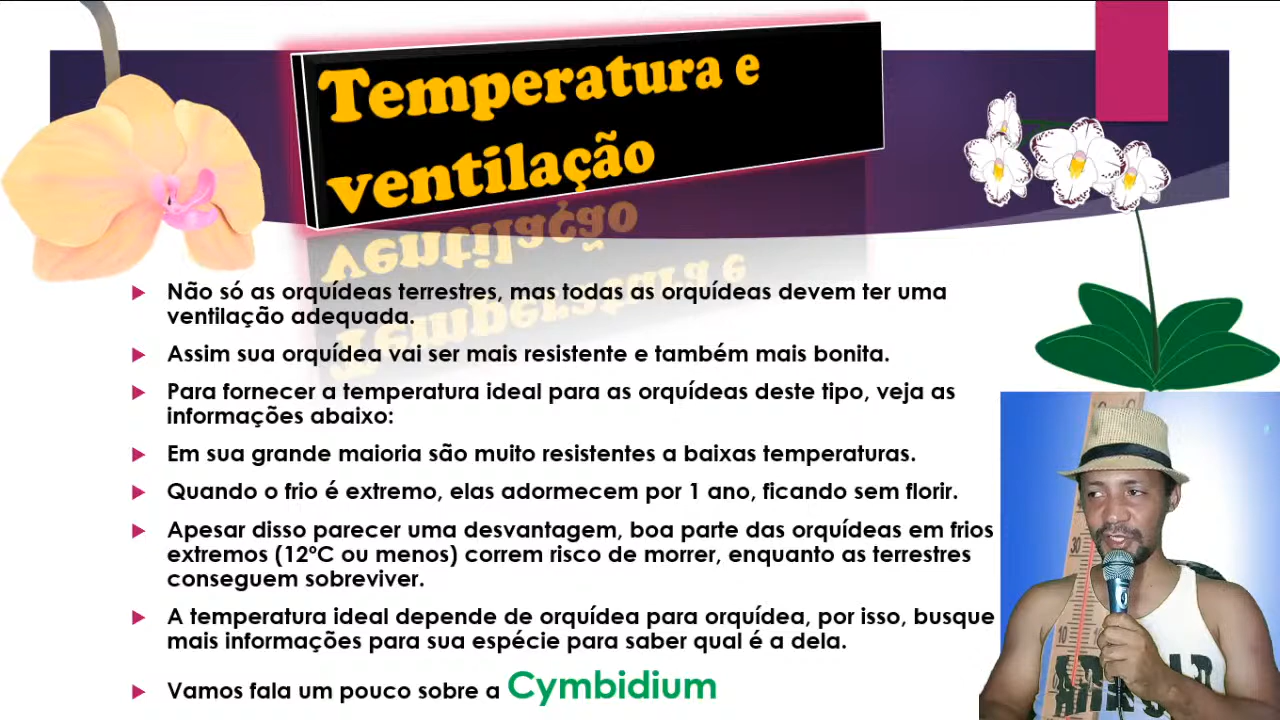 Temperatura e
ventilação
Não só as orquídeas terrestres, mas todas as orquídeas devem ter uma
ventilação adequada.
Assim sua orquídea vai ser mais resistente e também mais bonita.
Para fornecer a temperatura ideal para as orquídeas deste tipo, veja as
informações abaixo:
Em sua grande maioria são muito resistentes a baixas temperaturas.
Quando o frio é extremo, elas adormecem por 1 ano, ficando sem florir.
Apesar disso parecer uma desvantagem, boa parte das orquídeas em frios
extremos (12ºC ou menos) correm risco de morrer, enquanto as terrestres
conseguem sobreviver.
A temperatura ideal depende de orquídea para orquídea, por isso, busque
mais informações para sua espécie para saber qual é a dela.
Vamos fala um pouco sobre a Cymbidium
30
10